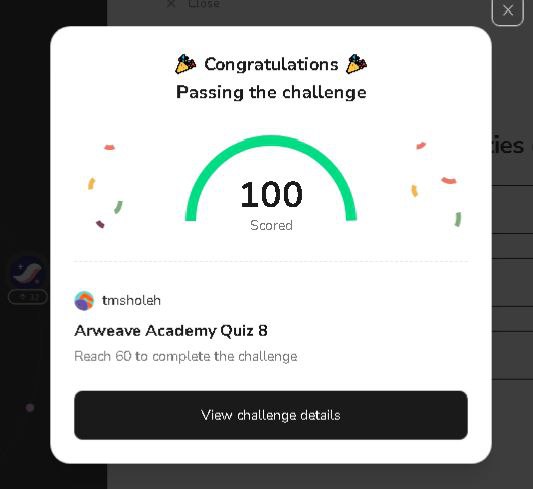 Close
Congratulations
Passing the challenge
100
Scored
tmsholeh
Arweave Academy Quiz 8
Reach 60 to complete the challenge
View challenge details